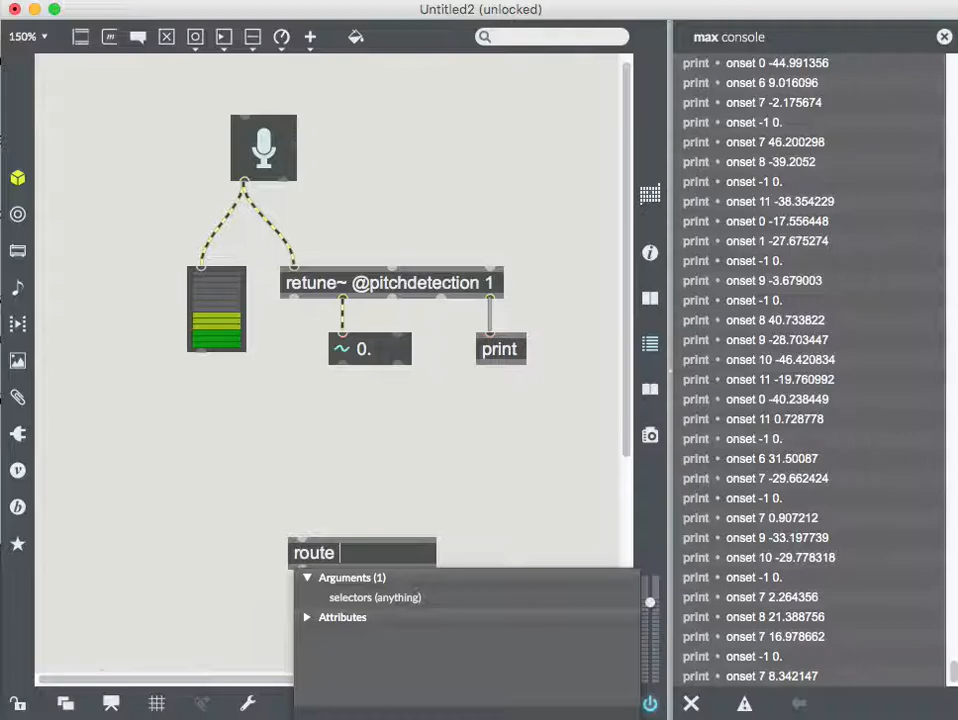 Untitled2 (unlocked)
150%
max console
retune~ @pitchdetection 1
~ 0.
print
route
Arguments (1)
selectors (anything)
Attributes
print • onset 0 -44.991356
print • onset 6 9.016096
print • onset 7 -2.175674
print • onset -1 0.
print • onset 7 46.200298
print • onset 8 -39.2052
print • onset -1 0.
print • onset 11 -38.354229
print • onset 0 -17.556448
print • onset 1 -27.675274
print • onset -1 0.
print • onset 9 -3.679003
print • onset -1 0.
print • onset 8 40.733822
print • onset 9 -28.703447
print • onset 10 -46.420834
print • onset 11 -19.760992
print • onset 0 -40.238449
print • onset 11 0.728778
print • onset -1 0.
print • onset 6 31.50087
print • onset 7 -29.662424
print • onset -1 0.
print • onset 7 0.907212
print • onset 9 -33.197739
print • onset 10 -29.778318
print • onset -1 0.
print • onset 7 2.264356
print • onset 8 21.388756
print • onset 7 16.978662
print • onset -1 0.
print • onset 7 8.342147